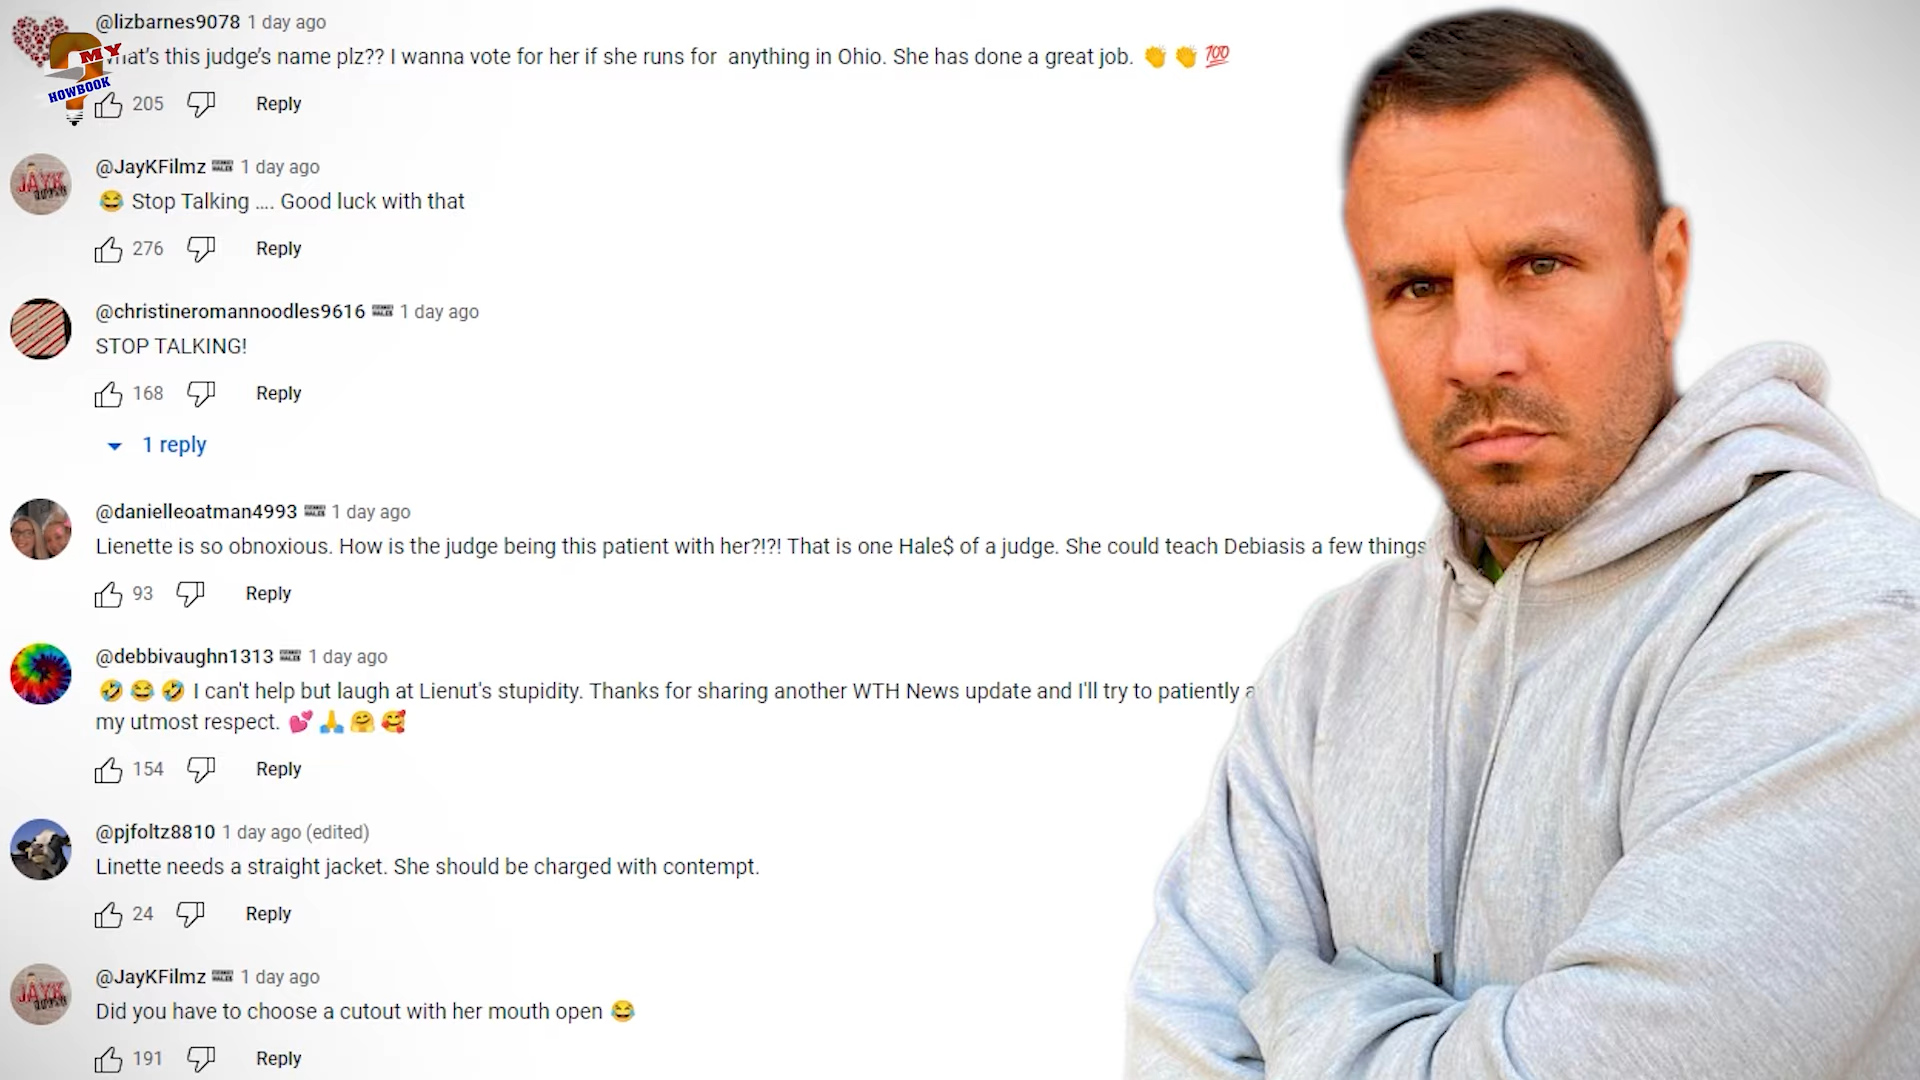 @lizbarnes9078 1 day ago
hat's this judge's name plz?? I wanna vote for her if she runs for anything in Ohio. She has done a great job. 👏 👏 💯
MY
HOWBOOK
205 Reply
@JayKFilmz 1 day ago
😂 Stop Talking .... Good luck with that
276 Reply
JAYK
@christineromannoodles9616 1 day ago
STOP TALKING!
168 Reply
1 reply
@danielleoatman4993 1 day ago
Lienette is so obnoxious. How is the judge being this patient with her?!?! That is one Hale$ of a judge. She could teach Debiasis a few things
93 Reply
@debbivaughn1313 1 day ago
🤣 😂 🤣 I can't help but laugh at Lienut's stupidity. Thanks for sharing another WTH News update and I'll try to patiently a
my utmost respect. 💕 🙏 🤗 🥰
154 Reply
@pjfoltz8810 1 day ago (edited)
Linette needs a straight jacket. She should be charged with contempt.
24 Reply
@JayKFilmz 1 day ago
Did you have to choose a cutout with her mouth open 😂
191 Reply
JAYK